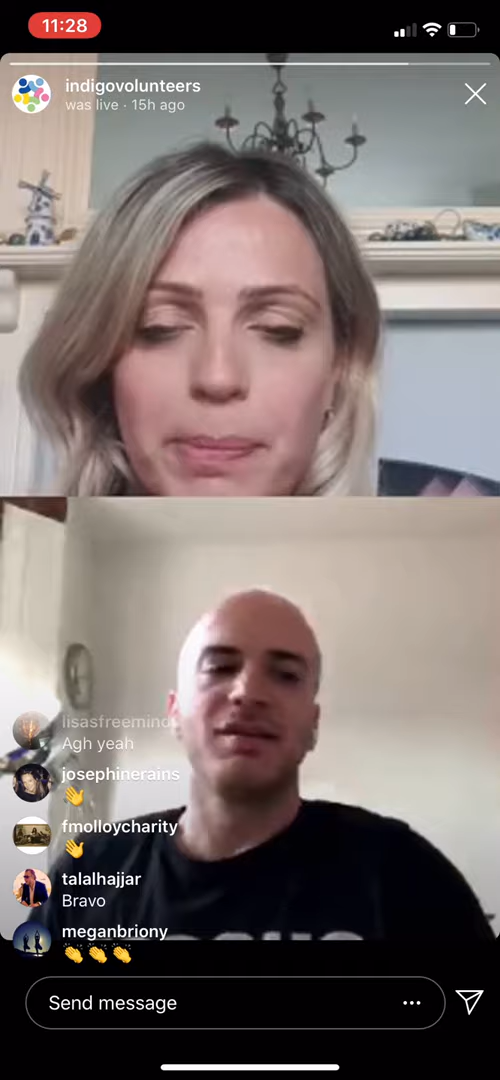 11:28
indigovolunteers
was live · 15h ago
lisasfreemind
Agh yeah
josephinerains
👋
fmolloycharity
👋
talalhajjar
Bravo
meganbriony
👏👏👏
Send message